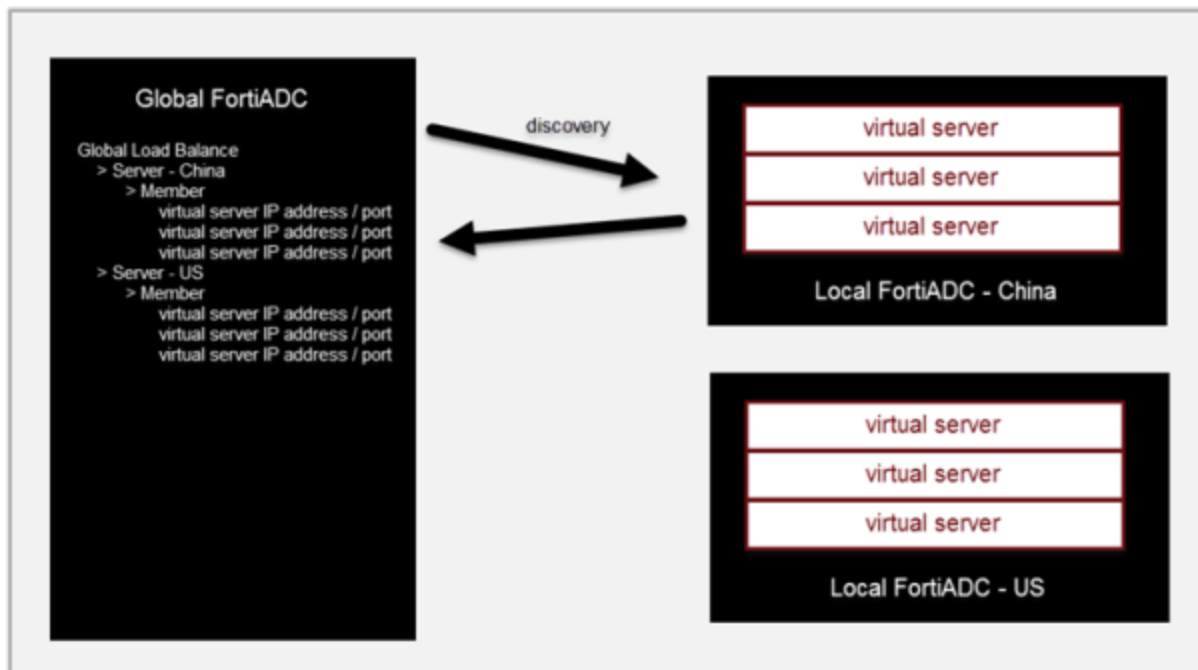 Global FortiADC
Global Load Balance
> Server - China
> Member
virtual server IP address / port
virtual server IP address / port
virtual server IP address / port
> Server - US
> Member
virtual server IP address / port
virtual server IP address / port
virtual server IP address / port
discovery
virtual server
virtual server
virtual server
Local FortiADC - China
virtual server
virtual server
virtual server
Local FortiADC - US